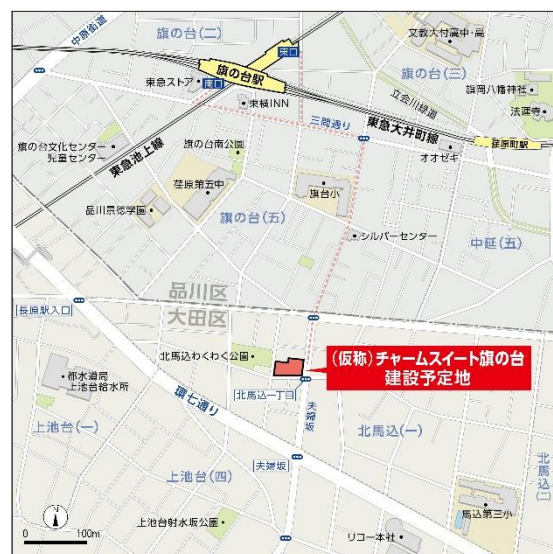 中原街道
旗の台(二)
東口
文教大付属中・高
旗の台駅
旗の台(三)
東急ストア
南口
東横INN
立会川緑道
旗岡八幡神社
法蓮寺
三間通り
東急大井町線
荏原町駅
オオゼキ
旗の台文化センター
児童センター
東急池上線
旗の台南公園
荏原第五中
旗台小
品川景徳学園
旗の台(五)
シルバーセンター
中延(五)
品川区
大田区
長原駅入口
北馬込わくわく公園
(仮称)チャームスイート旗の台
建設予定地
都水道局
上池台給水所
環七通り
北馬込一丁目
夫婦坂
北馬込(一)
上池台(一)
上池台(四)
夫婦坂
北馬込(二)
馬込第三小
上池台射水坂公園
リコー本社
N
0 100m